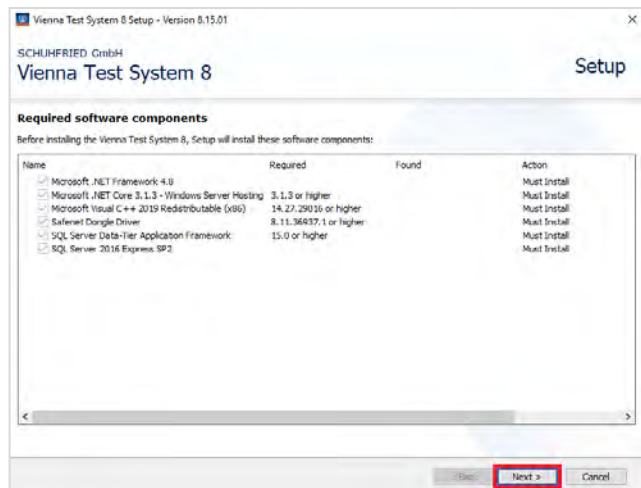 Vienna Test System 8 Setup - Version 8.15.01
SCHUHFRIED GmbH
Vienna Test System 8
Setup
Required software components
Before installing the Vienna Test System 8, Setup will install these software components:
Name Required Found Action
Microsoft .NET Framework 4.8 Must Install
Microsoft .NET Core 3.1.3 - Windows Server Hosting 3.1.3 or higher Must Install
Microsoft Visual C++ 2019 Redistributable (x86) 14.27.29016 or higher Must Install
Safenet Dongle Driver 8.11.36937.1 or higher Must Install
SQL Server Data-Tier Application Framework 15.0 or higher Must Install
SQL Server 2016 Express SP2 Must Install
Next > Cancel